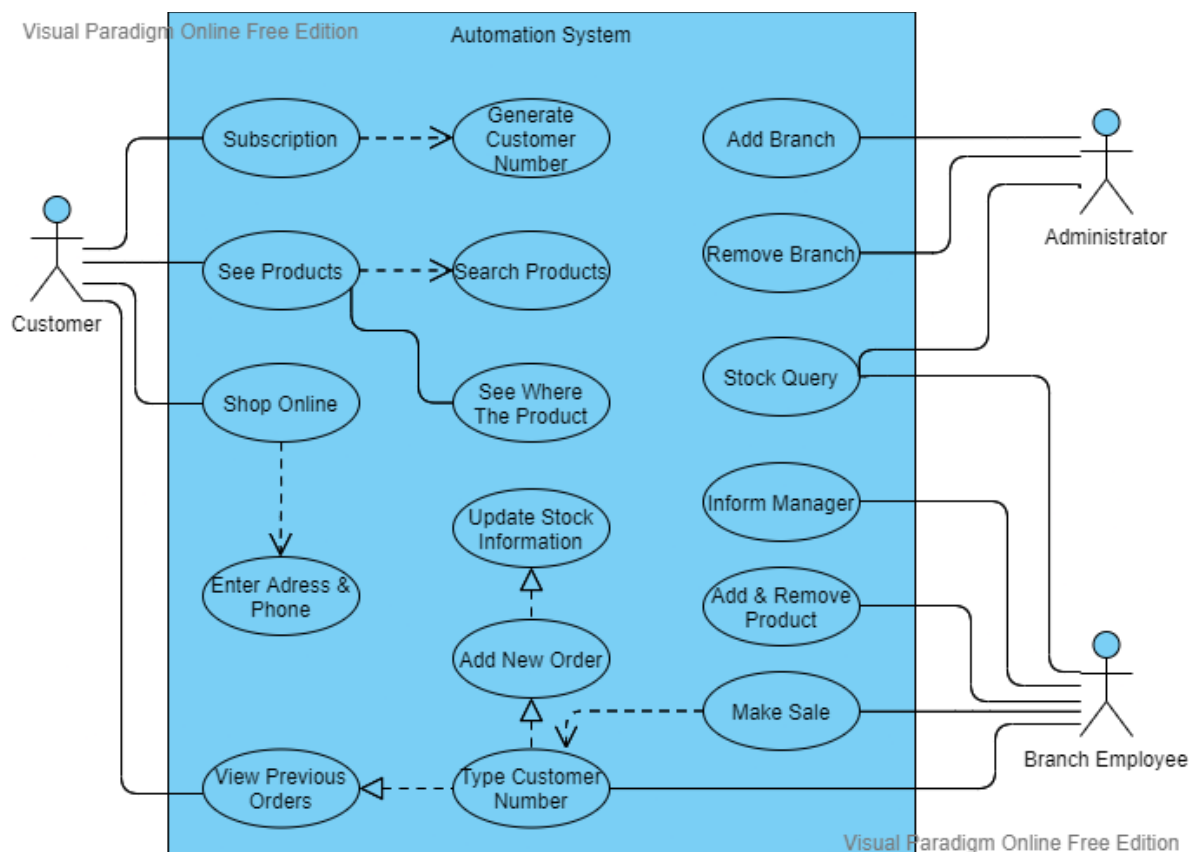 Visual Paradigm Online Free Edition
Automation System
Subscription
Generate
Customer
Number
Add Branch
Administrator
See Products
Search Products
Remove Branch
Customer
Shop Online
See Where
The Product
Stock Query
Update Stock
Information
Inform Manager
Enter Adress &
Phone
Add & Remove
Product
Add New Order
Make Sale
Branch Employee
View Previous
Orders
Type Customer
Number
Visual Paradigm Online Free Edition